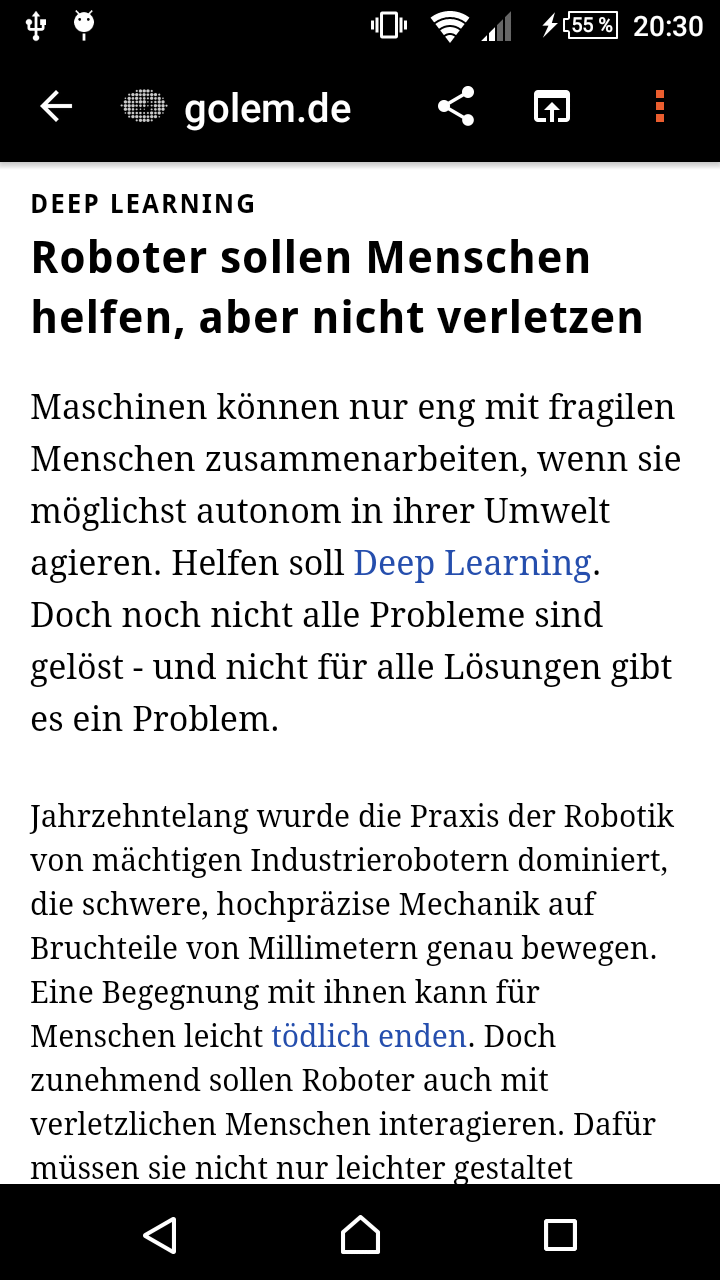 55 % 20:30
golem.de
DEEP LEARNING
Roboter sollen Menschen
helfen, aber nicht verletzen
Maschinen können nur eng mit fragilen
Menschen zusammenarbeiten, wenn sie
möglichst autonom in ihrer Umwelt
agieren. Helfen soll Deep Learning.
Doch noch nicht alle Probleme sind
gelöst - und nicht für alle Lösungen gibt
es ein Problem.
Jahrzehntelang wurde die Praxis der Robotik
von mächtigen Industrierobotern dominiert,
die schwere, hochpräzise Mechanik auf
Bruchteile von Millimetern genau bewegen.
Eine Begegnung mit ihnen kann für
Menschen leicht tödlich enden. Doch
zunehmend sollen Roboter auch mit
verletzlichen Menschen interagieren. Dafür
müssen sie nicht nur leichter gestaltet